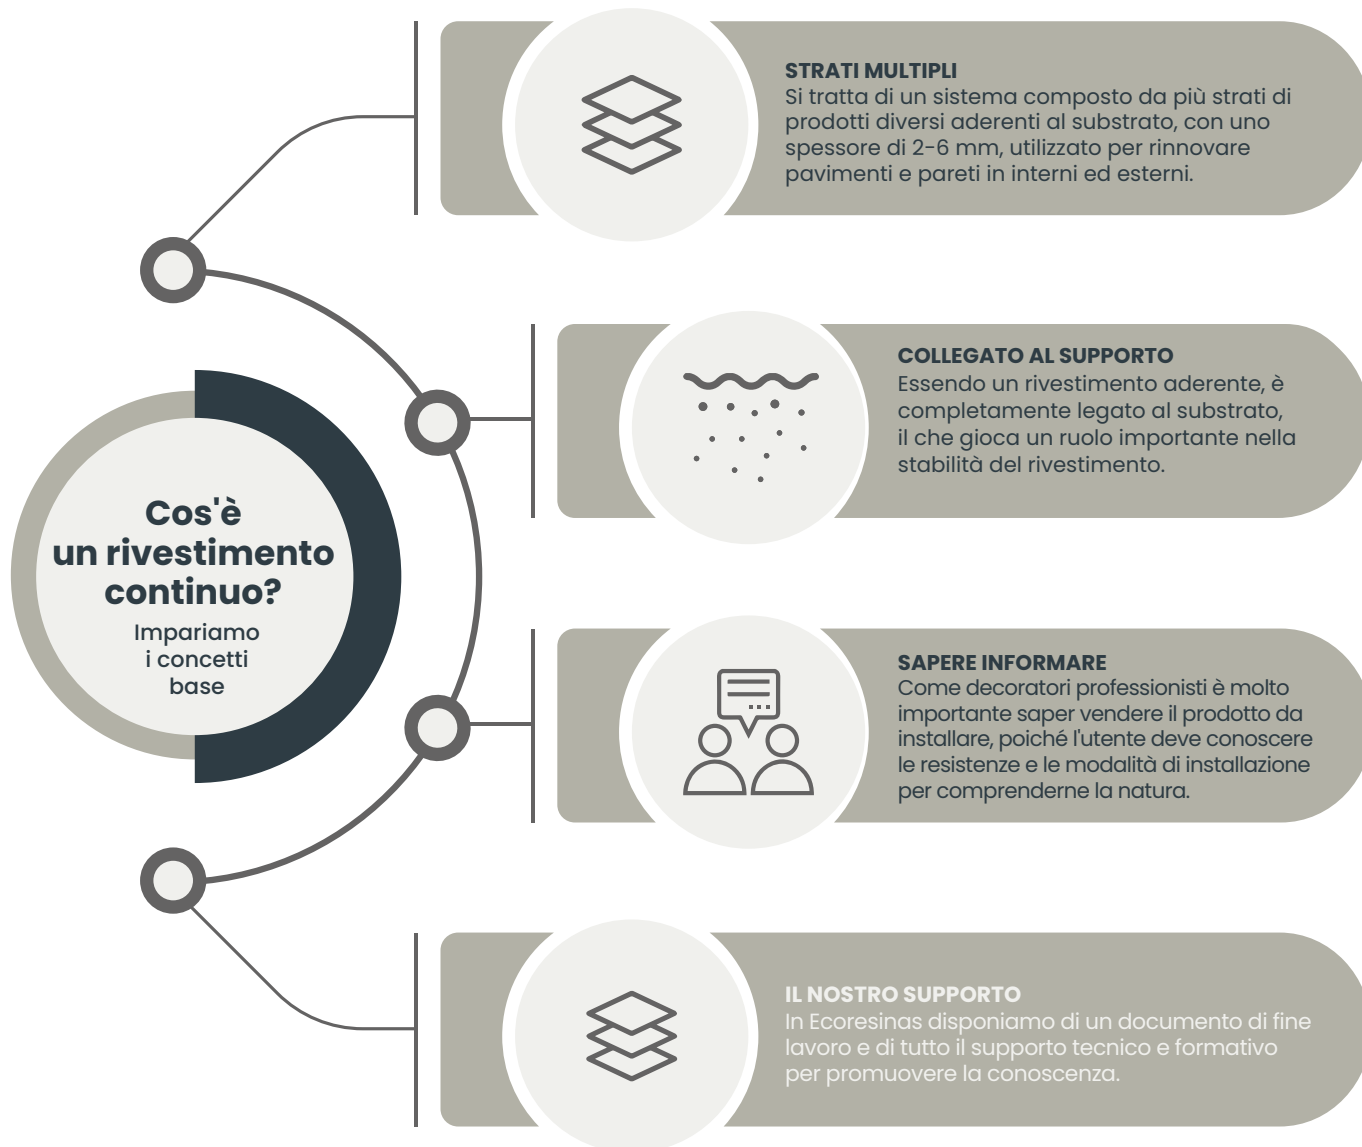 Cos'è
un rivestimento
continuo?
Impariamo
i concetti
base
STRATI MULTIPLI
Si tratta di un sistema composto da più strati di
prodotti diversi aderenti al substrato, con uno
spessore di 2-6 mm, utilizzato per rinnovare
pavimenti e pareti in interni ed esterni.
COLLEGATO AL SUPPORTO
Essendo un rivestimento aderente, è
completamente legato al substrato,
il che gioca un ruolo importante nella
stabilità del rivestimento.
SAPERE INFORMARE
Come decoratori professionisti è molto
importante saper vendere il prodotto da
installare, poiché l'utente deve conoscere
le resistenze e le modalità di installazione
per comprenderne la natura.
IL NOSTRO SUPPORTO
In Ecoresinas disponiamo di un documento di fine
lavoro e di tutto il supporto tecnico e formativo
per promuovere la conoscenza.